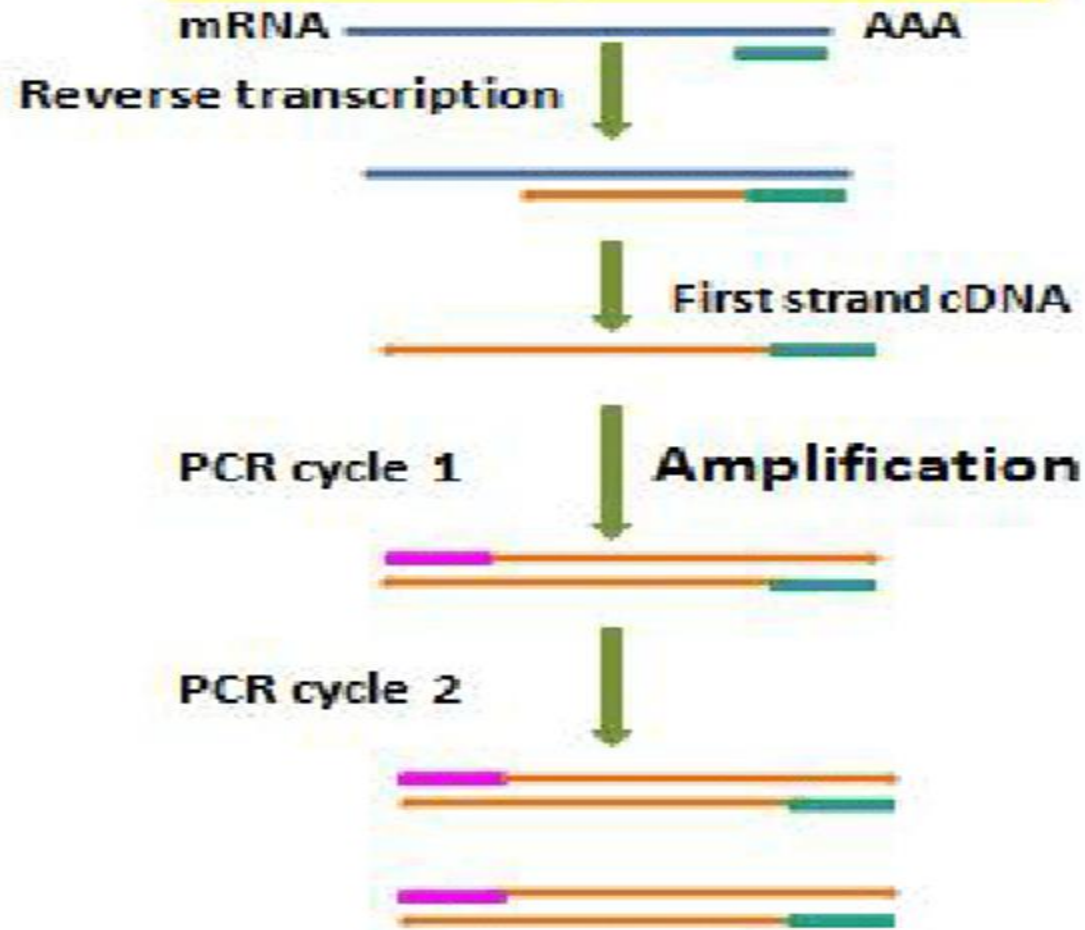 mRNA AAA
Reverse transcription
First strand cDNA
PCR cycle 1 Amplification
PCR cycle 2